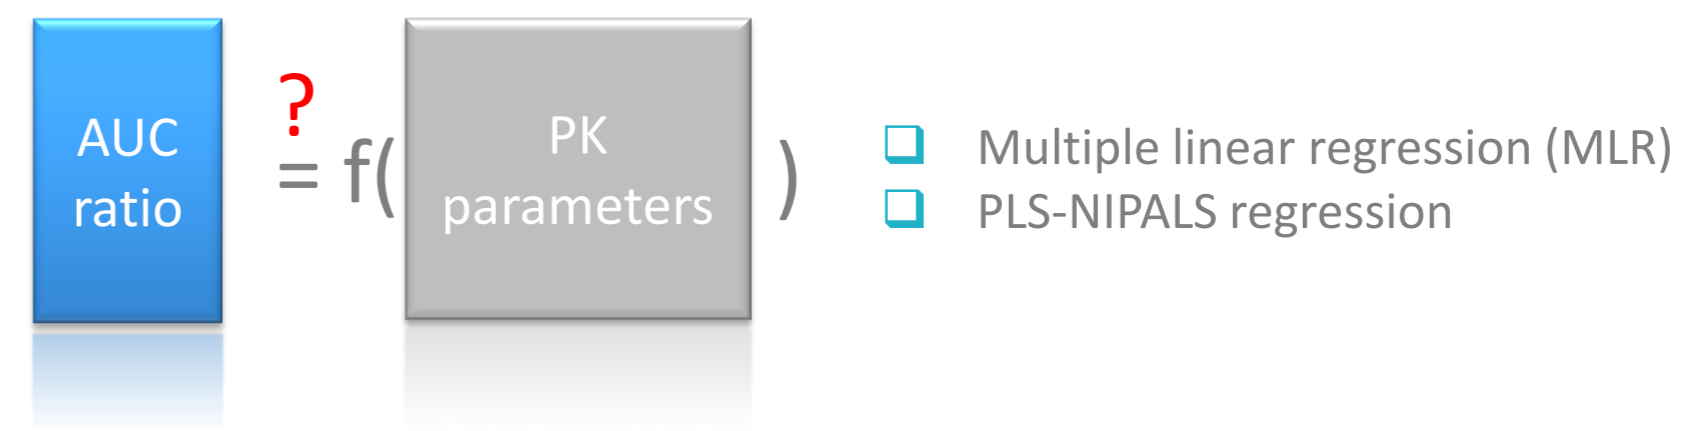 AUC
ratio
?
= f(
PK
parameters
)
Multiple linear regression (MLR)
PLS-NIPALS regression